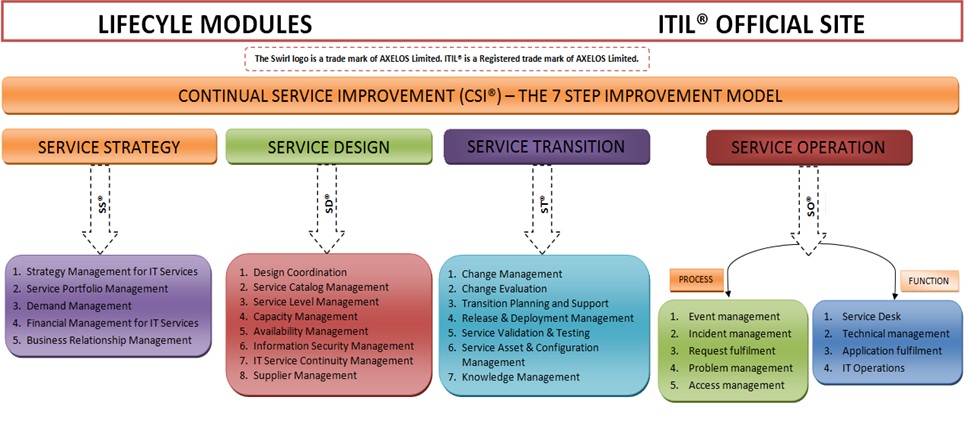 LIFECYLE MODULES
ITIL® OFFICIAL SITE
The Swirl logo is a trade mark of AXELOS Limited. ITIL® is a Registered trade mark of AXELOS Limited.
CONTINUAL SERVICE IMPROVEMENT (CSI®) – THE 7 STEP IMPROVEMENT MODEL
SERVICE STRATEGY
SS®
1. Strategy Management for IT Services
2. Service Portfolio Management
3. Demand Management
4. Financial Management for IT Services
5. Business Relationship Management
SERVICE DESIGN
SD®
1. Design Coordination
2. Service Catalog Management
3. Service Level Management
4. Capacity Management
5. Availability Management
6. Information Security Management
7. IT Service Continuity Management
8. Supplier Management
SERVICE TRANSITION
ST®
1. Change Management
2. Change Evaluation
3. Transition Planning and Support
4. Release & Deployment Management
5. Service Validation & Testing
6. Service Asset & Configuration
Management
7. Knowledge Management
SERVICE OPERATION
SO®
PROCESS
1. Event management
2. Incident management
3. Request fulfilment
4. Problem management
5. Access management
FUNCTION
1. Service Desk
2. Technical management
3. Application fulfilment
4. IT Operations